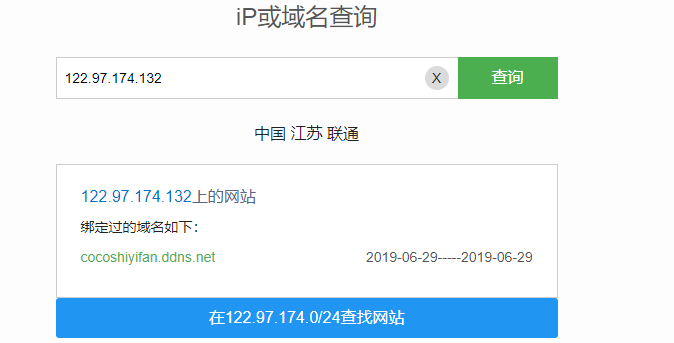 iP或域名查询
122.97.174.132 X 查询
中国 江苏 联通
122.97.174.132上的网站
绑定过的域名如下：
cocoshiyifan.ddns.net 2019-06-29-----2019-06-29
在122.97.174.0/24查找网站